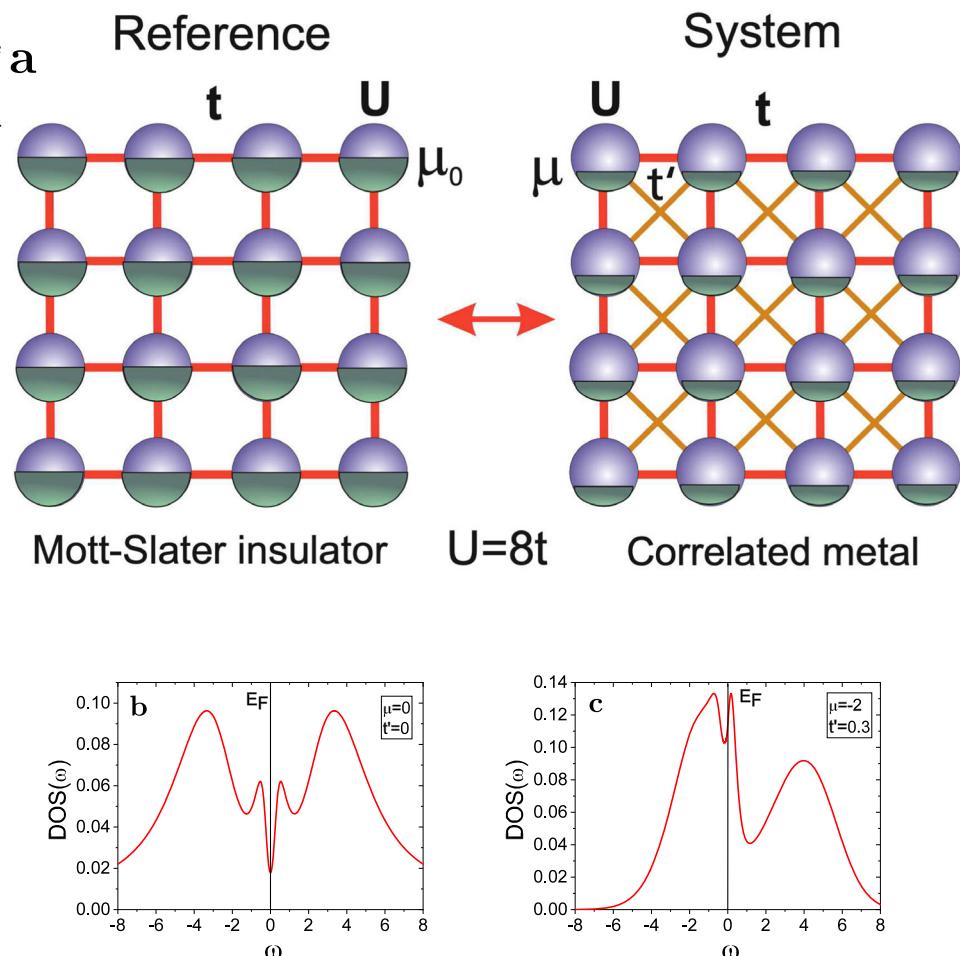 Reference
System
a
t
U
U
t
μ₀
μ
t‘
Mott-Slater insulator
U=8t
Correlated metal
b
E_F
μ=0
t'=0
DOS(ω)
0.10
0.08
0.06
0.04
0.02
0.00
-8 -6 -4 -2 0 2 4 6 8
ω
c
E_F
μ=-2
t'=0.3
DOS(ω)
0.14
0.12
0.10
0.08
0.06
0.04
0.02
0.00
-8 -6 -4 -2 0 2 4 6 8
ω